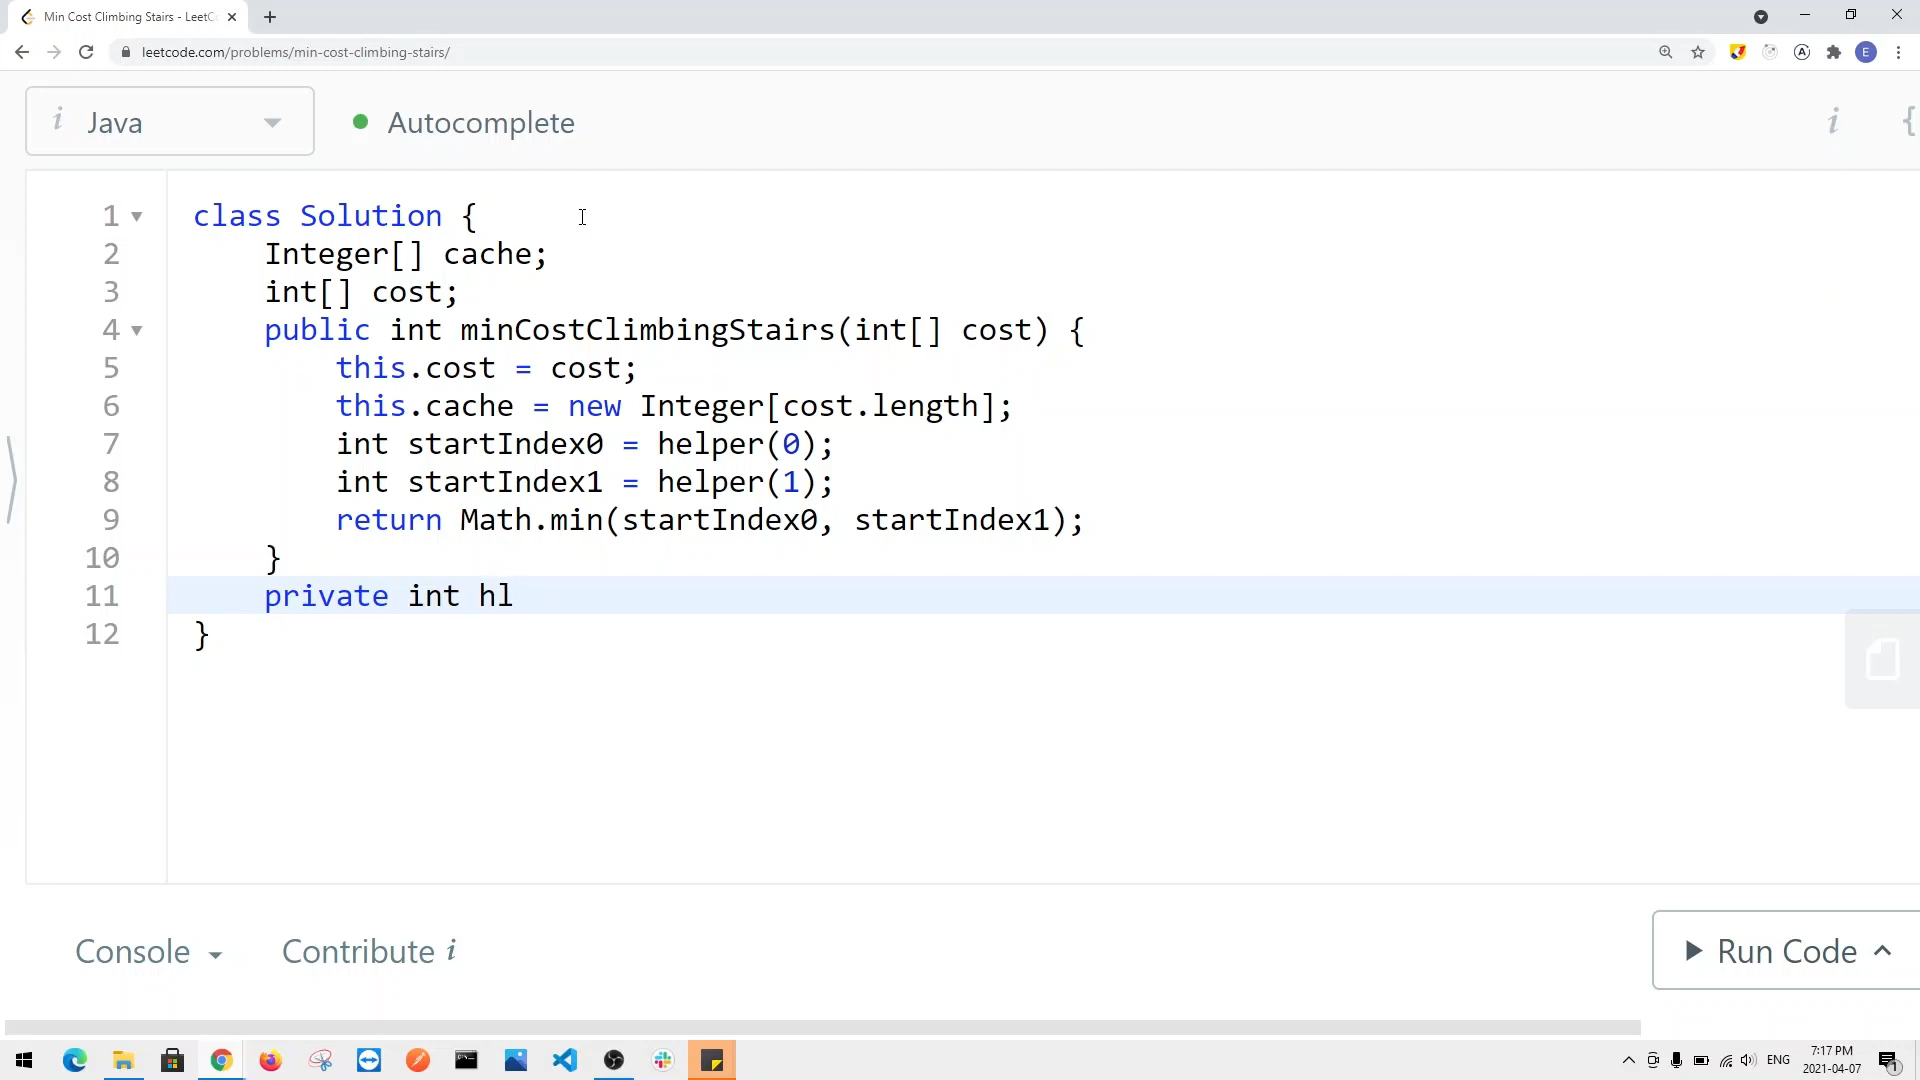 Min Cost Climbing Stairs - LeetCo
leetcode.com/problems/min-cost-climbing-stairs/
E
i Java
Autocomplete
i {
1 class Solution {
2 Integer[] cache;
3 int[] cost;
4 public int minCostClimbingStairs(int[] cost) {
5 this.cost = cost;
6 this.cache = new Integer[cost.length];
7 int startIndex0 = helper(0);
8 int startIndex1 = helper(1);
9 return Math.min(startIndex0, startIndex1);
10 }
11 private int hl
12 }
Console
Contribute i
Run Code
ENG
7:17 PM
2021-04-07
1